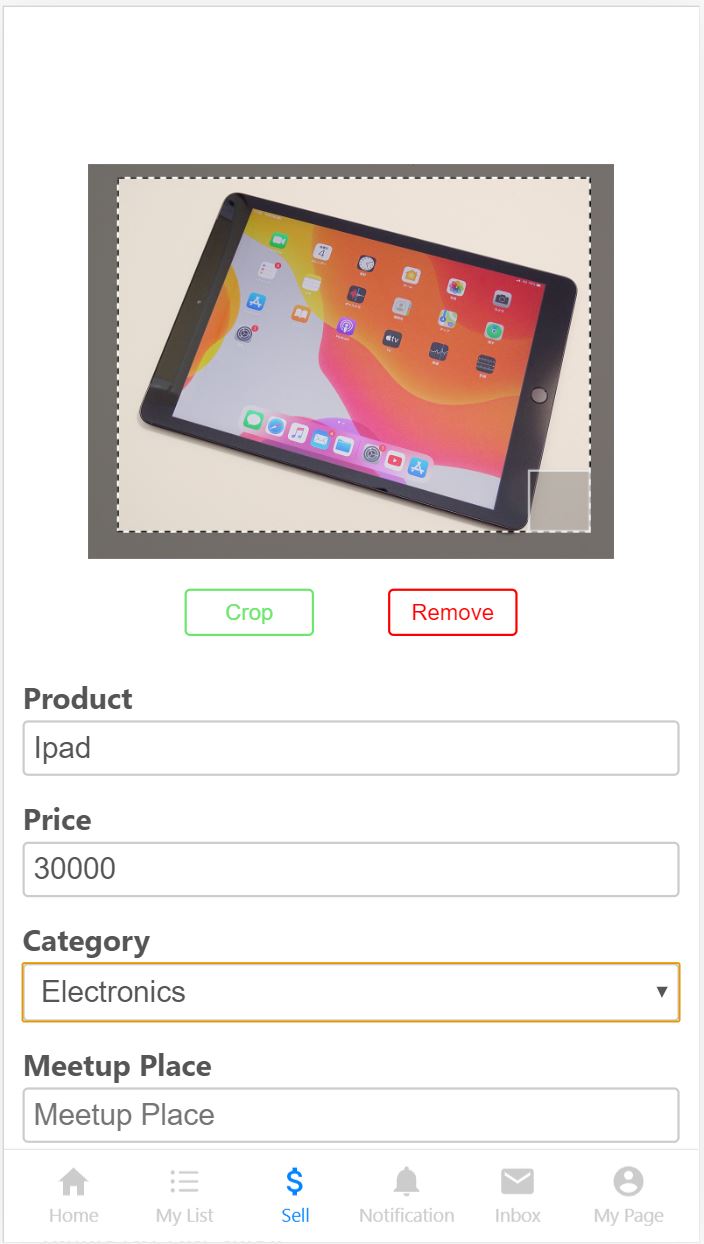 Crop
Remove
Product
Ipad
Price
30000
Category
Electronics
Meetup Place
Meetup Place
Home
My List
Sell
Notification
Inbox
My Page